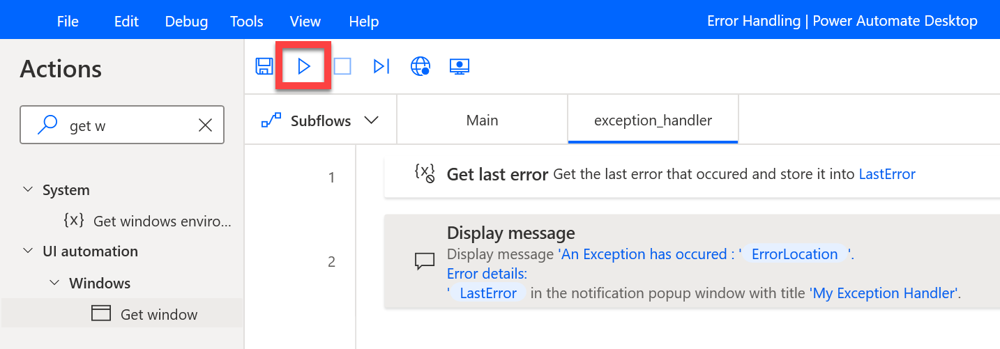 File Edit Debug Tools View Help Error Handling | Power Automate Desktop
Actions
get w
Subflows Main exception_handler
System
{x} Get windows enviro...
UI automation
Windows
Get window
1 {x} Get last error Get the last error that occured and store it into LastError
2 Display message
Display message 'An Exception has occured : ' ErrorLocation '.
Error details:
' LastError in the notification popup window with title 'My Exception Handler'.